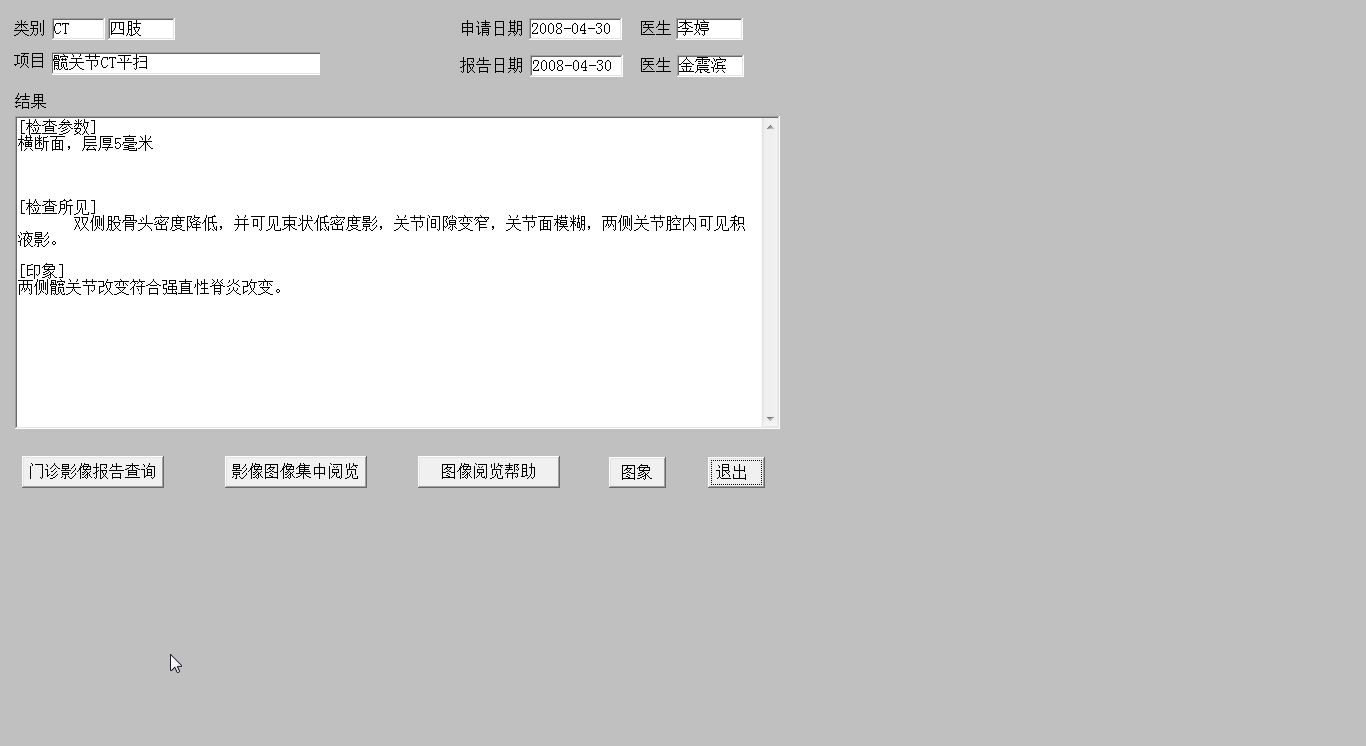 类别 CT 四肢 申请日期 2008-04-30 医生 李婷
项目 髋关节CT平扫 报告日期 2008-04-30 医生 金震滨
结果
[检查参数]
横断面，层厚5毫米
[检查所见]
双侧股骨头密度降低，并可见束状低密度影，关节间隙变窄，关节面模糊，两侧关节腔内可见积
液影。
[印象]
两侧髋关节改变符合强直性脊炎改变。
门诊影像报告查询 影像图像集中阅览 图像阅览帮助 图象 退出